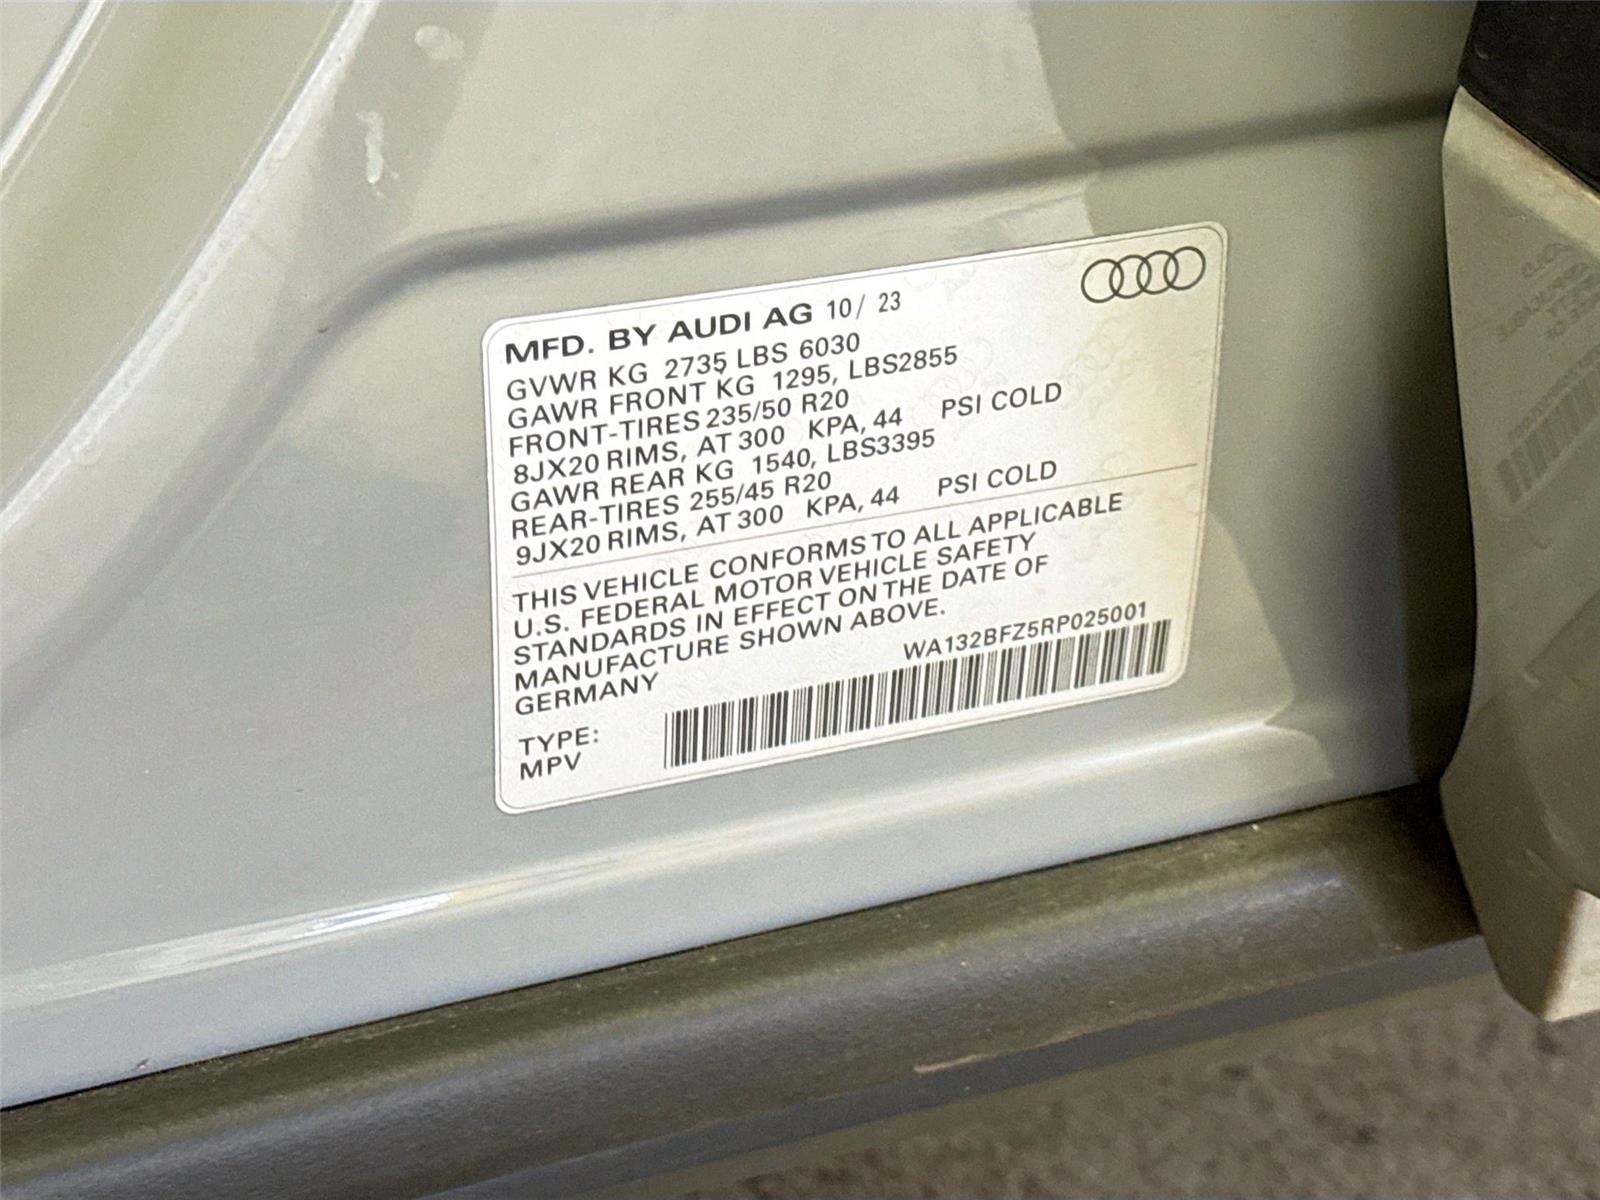 MFD. BY AUDI AG 10/ 23
GVWR KG 2735 LBS 6030
GAWR FRONT KG 1295, LBS2855
FRONT-TIRES 235/50 R20
8JX20 RIMS, AT 300 KPA, 44 PSI COLD
GAWR REAR KG 1540, LBS3395
REAR-TIRES 255/45 R20
9JX20 RIMS, AT 300 KPA, 44 PSI COLD
THIS VEHICLE CONFORMS TO ALL APPLICABLE
U.S. FEDERAL MOTOR VEHICLE SAFETY
STANDARDS IN EFFECT ON THE DATE OF
MANUFACTURE SHOWN ABOVE.
GERMANY
WA132BFZ5RP025001
TYPE:
MPV